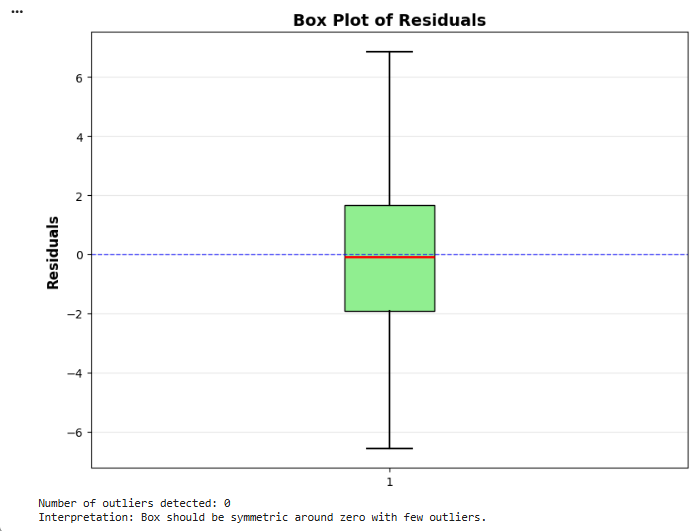 ...
Box Plot of Residuals
6
4
2
0
−2
−4
−6
Residuals
1
Number of outliers detected: 0
Interpretation: Box should be symmetric around zero with few outliers.